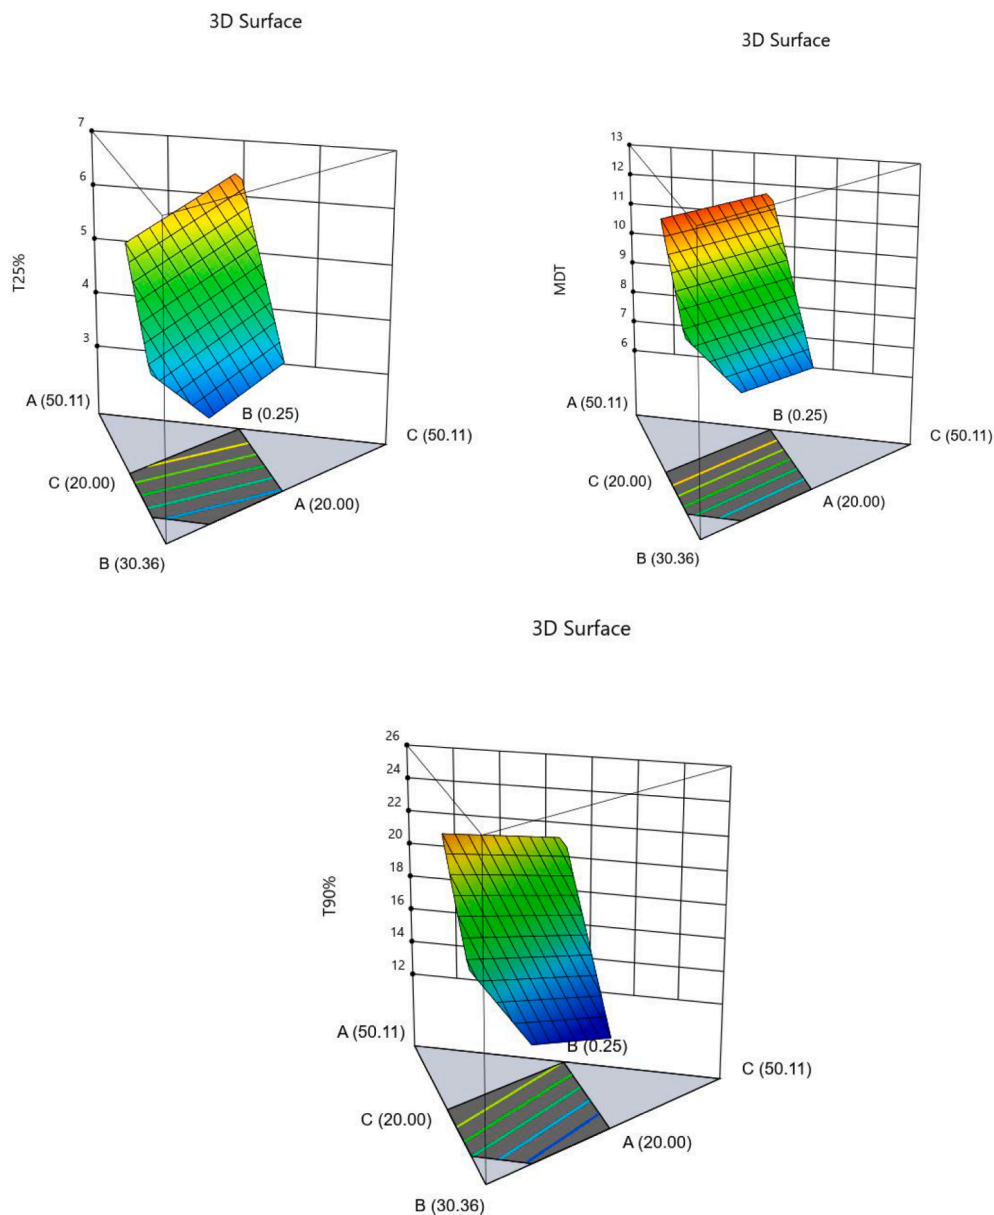 3D Surface
7
6
5
4
3
T25%
A (50.11)
B (0.25)
C (50.11)
C (20.00)
A (20.00)
B (30.36)
3D Surface
13
12
11
10
9
8
7
6
MDT
A (50.11)
B (0.25)
C (50.11)
C (20.00)
A (20.00)
B (30.36)
3D Surface
26
24
22
20
18
16
14
12
T90%
A (50.11)
B (0.25)
C (50.11)
C (20.00)
A (20.00)
B (30.36)